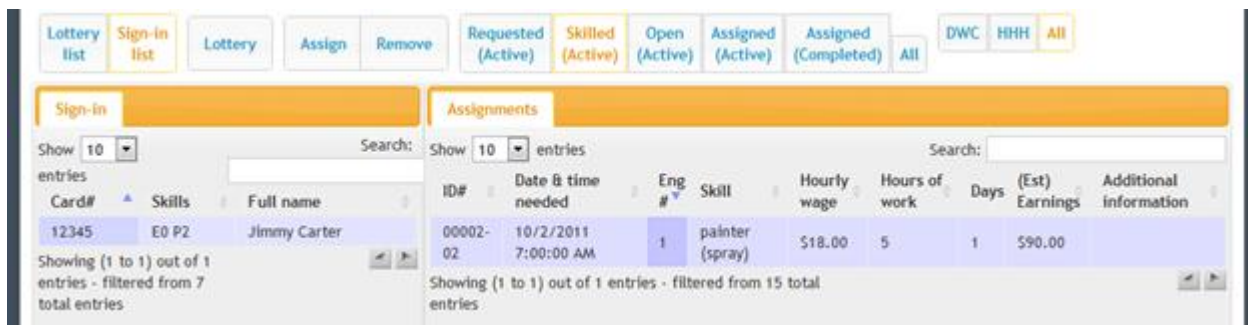 Lottery list
Sign-in list
Lottery
Assign
Remove
Requested (Active)
Skilled (Active)
Open (Active)
Assigned (Active)
Assigned (Completed)
All
DWC
HHH
All
Sign-in
Show 10 entries
Search:
Card#
Skills
Full name
12345
E0 P2
Jimmy Carter
Showing (1 to 1) out of 1
entries - filtered from 7
total entries
Assignments
Show 10 entries
Search:
ID#
Date & time needed
Eng #
Skill
Hourly wage
Hours of work
Days
(Est) Earnings
Additional information
00002-02
10/2/2011 7:00:00 AM
1
painter (spray)
$18.00
5
1
$90.00
Showing (1 to 1) out of 1 entries - filtered from 15 total
entries